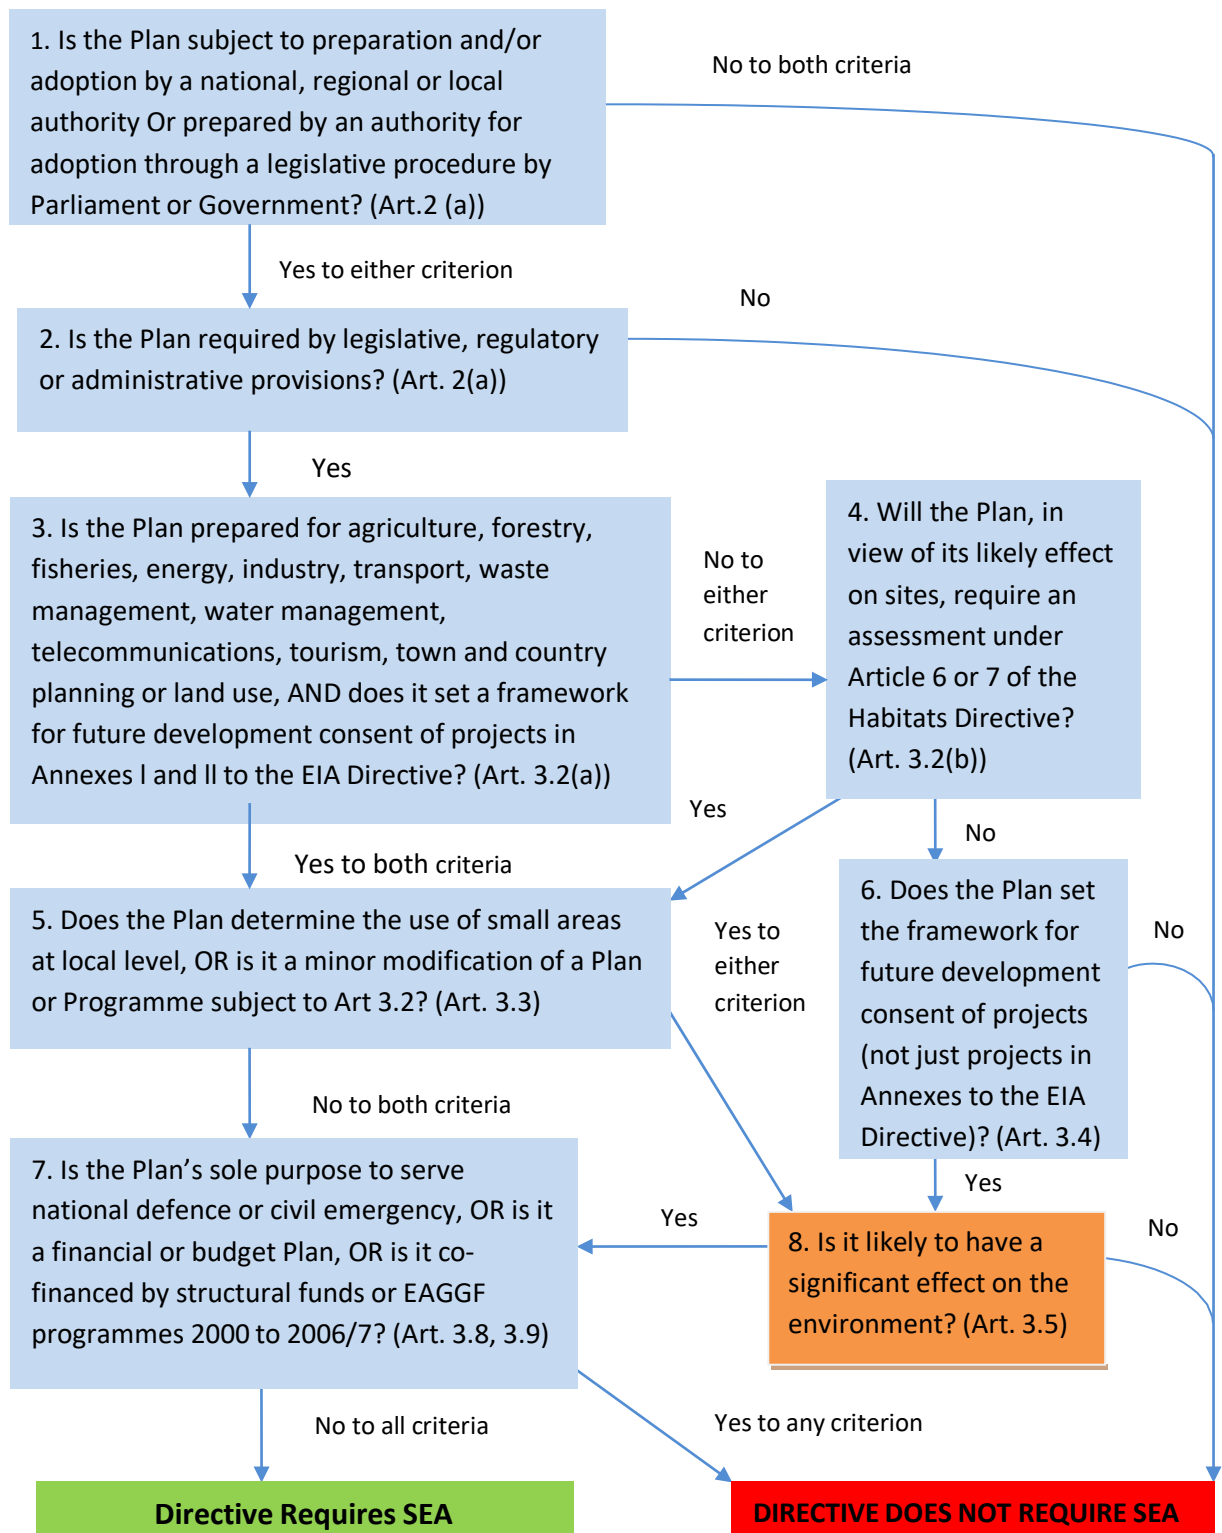 1. Is the Plan subject to preparation and/or
adoption by a national, regional or local
authority Or prepared by an authority for
adoption through a legislative procedure by
Parliament or Government? (Art.2 (a))
No to both criteria
Yes to either criterion
No
2. Is the Plan required by legislative, regulatory
or administrative provisions? (Art. 2(a))
Yes
3. Is the Plan prepared for agriculture, forestry,
fisheries, energy, industry, transport, waste
management, water management,
telecommunications, tourism, town and country
planning or land use, AND does it set a framework
for future development consent of projects in
Annexes l and ll to the EIA Directive? (Art. 3.2(a))
No to
either
criterion
4. Will the Plan, in
view of its likely effect
on sites, require an
assessment under
Article 6 or 7 of the
Habitats Directive?
(Art. 3.2(b))
Yes
No
Yes to both criteria
5. Does the Plan determine the use of small areas
at local level, OR is it a minor modification of a Plan
or Programme subject to Art 3.2? (Art. 3.3)
Yes to
either
criterion
6. Does the Plan set
the framework for
future development
consent of projects
(not just projects in
Annexes to the EIA
Directive)? (Art. 3.4)
No
No to both criteria
7. Is the Plan’s sole purpose to serve
national defence or civil emergency, OR is it
a financial or budget Plan, OR is it co-
financed by structural funds or EAGGF
programmes 2000 to 2006/7? (Art. 3.8, 3.9)
Yes
Yes
8. Is it likely to have a
significant effect on the
environment? (Art. 3.5)
No
No to all criteria
Yes to any criterion
Directive Requires SEA
DIRECTIVE DOES NOT REQUIRE SEA